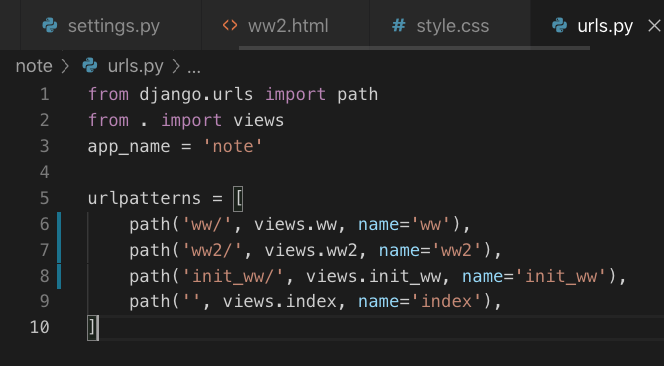 settings.py <> ww2.html # style.css urls.py ×
note > urls.py > ...
1 from django.urls import path
2 from . import views
3 app_name = 'note'
4
5 urlpatterns = [
6     path('ww/', views.ww, name='ww'),
7     path('ww2/', views.ww2, name='ww2'),
8     path('init_ww/', views.init_ww, name='init_ww'),
9     path('', views.index, name='index'),
10 ]